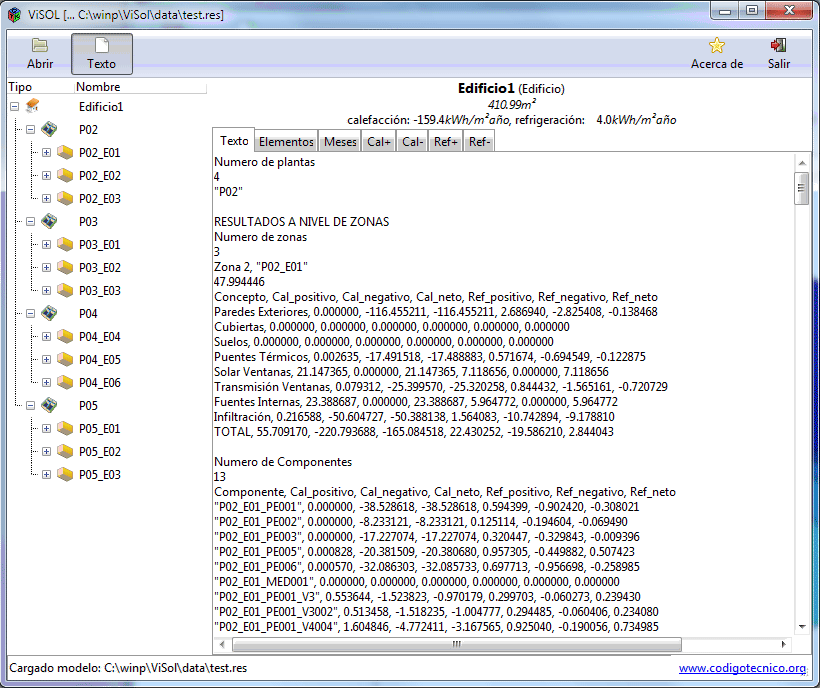 ViSOL [... C:\winp\ViSol\data\test.res]
Abrir
Texto
Acerca de
Salir
Tipo Nombre
Edificio1
P02
P02_E01
P02_E02
P02_E03
P03
P03_E01
P03_E02
P03_E03
P04
P04_E04
P04_E05
P04_E06
P05
P05_E01
P05_E02
P05_E03
Edificio1 (Edificio)
410.99m²
calefacción: -159.4kWh/m²año, refrigeración: 4.0kWh/m²año
Texto Elementos Meses Cal+ Cal- Ref+ Ref-
Numero de plantas
4
"P02"
RESULTADOS A NIVEL DE ZONAS
Numero de zonas
3
Zona 2, "P02_E01"
47.994446
Concepto, Cal_positivo, Cal_negativo, Cal_neto, Ref_positivo, Ref_negativo, Ref_neto
Paredes Exteriores, 0.000000, -116.455211, -116.455211, 2.686940, -2.825408, -0.138468
Cubiertas, 0.000000, 0.000000, 0.000000, 0.000000, 0.000000, 0.000000
Suelos, 0.000000, 0.000000, 0.000000, 0.000000, 0.000000, 0.000000
Puentes Térmicos, 0.002635, -17.491518, -17.488883, 0.571674, -0.694549, -0.122875
Solar Ventanas, 21.147365, 0.000000, 21.147365, 7.118656, 0.000000, 7.118656
Transmisión Ventanas, 0.079312, -25.399570, -25.320258, 0.844432, -1.565161, -0.720729
Fuentes Internas, 23.388687, 0.000000, 23.388687, 5.964772, 0.000000, 5.964772
Infiltración, 0.216588, -50.604727, -50.388138, 1.564083, -10.742894, -9.178810
TOTAL, 55.709170, -220.793688, -165.084518, 22.430252, -19.586210, 2.844043
Numero de Componentes
13
Componente, Cal_positivo, Cal_negativo, Cal_neto, Ref_positivo, Ref_negativo, Ref_neto
"P02_E01_PE001", 0.000000, -38.528618, -38.528618, 0.594399, -0.902420, -0.308021
"P02_E01_PE002", 0.000000, -8.233121, -8.233121, 0.125114, -0.194604, -0.069490
"P02_E01_PE003", 0.000000, -17.227074, -17.227074, 0.320447, -0.329843, -0.009396
"P02_E01_PE005", 0.000828, -20.381509, -20.380680, 0.957305, -0.449882, 0.507423
"P02_E01_PE006", 0.000570, -32.086303, -32.085733, 0.697713, -0.956698, -0.258985
"P02_E01_MED001", 0.000000, 0.000000, 0.000000, 0.000000, 0.000000, 0.000000
"P02_E01_PE001_V3", 0.553644, -1.523823, -0.970179, 0.299703, -0.060273, 0.239430
"P02_E01_PE001_V3002", 0.513458, -1.518235, -1.004777, 0.294485, -0.060406, 0.234080
"P02_E01_PE001_V4004", 1.604846, -4.772411, -3.167565, 0.925040, -0.190056, 0.734985
Cargado modelo: C:\winp\ViSol\data\test.res
www.codigotecnico.org